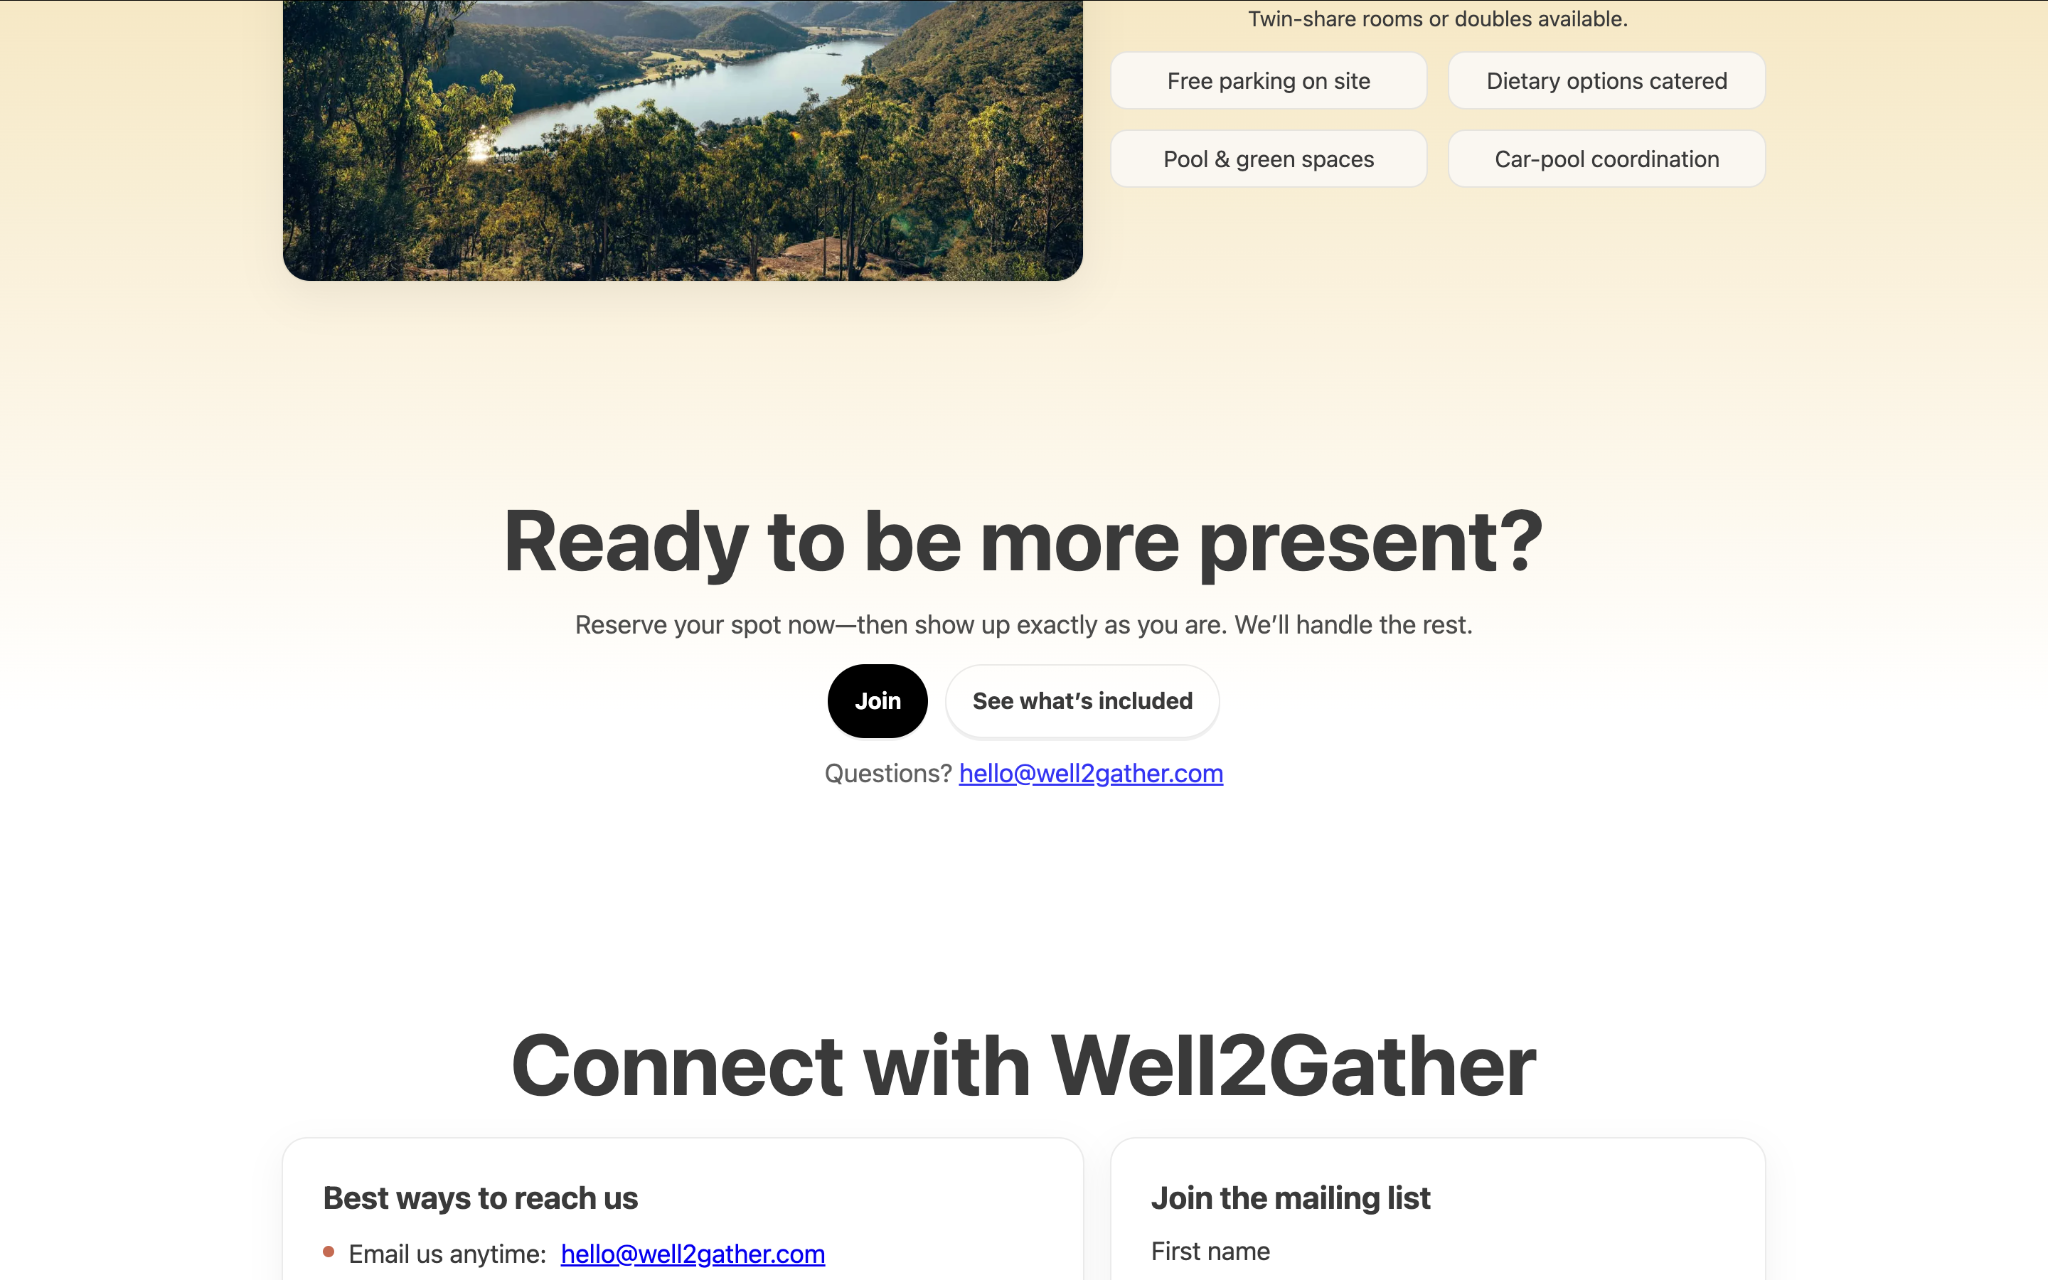 Twin-share rooms or doubles available.
Free parking on site
Dietary options catered
Pool & green spaces
Car-pool coordination
Ready to be more present?
Reserve your spot now—then show up exactly as you are. We’ll handle the rest.
Join
See what’s included
Questions? hello@well2gather.com
Connect with Well2Gather
Best ways to reach us
Email us anytime: hello@well2gather.com
Join the mailing list
First name